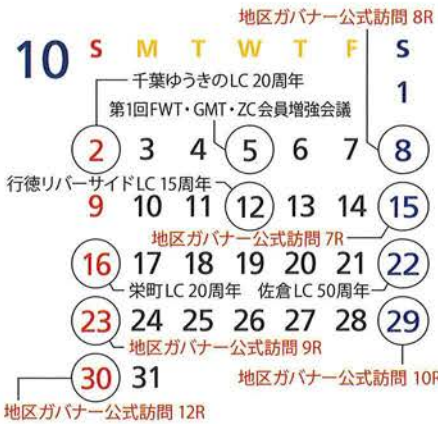 地区ガバナー公式訪問 8R
10 S M T W T F S
千葉ゆうきのLC 20周年
1
第1回FWT・GMT・ZC会員増強会議
2 3 4 5 6 7 8
行徳リバーサイドLC 15周年
9 10 11 12 13 14 15
地区ガバナー公式訪問 7R
16 17 18 19 20 21 22
栄町LC 20周年 佐倉LC 50周年
23 24 25 26 27 28 29
地区ガバナー公式訪問 9R
30 31 地区ガバナー公式訪問 10R
地区ガバナー公式訪問 12R